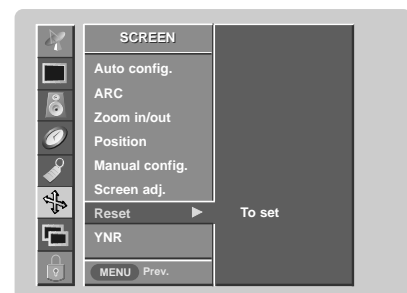 SCREEN
Auto config.
ARC
Zoom in/out
Position
Manual config.
Screen adj.
Reset ▶ To set
YNR
MENU Prev.